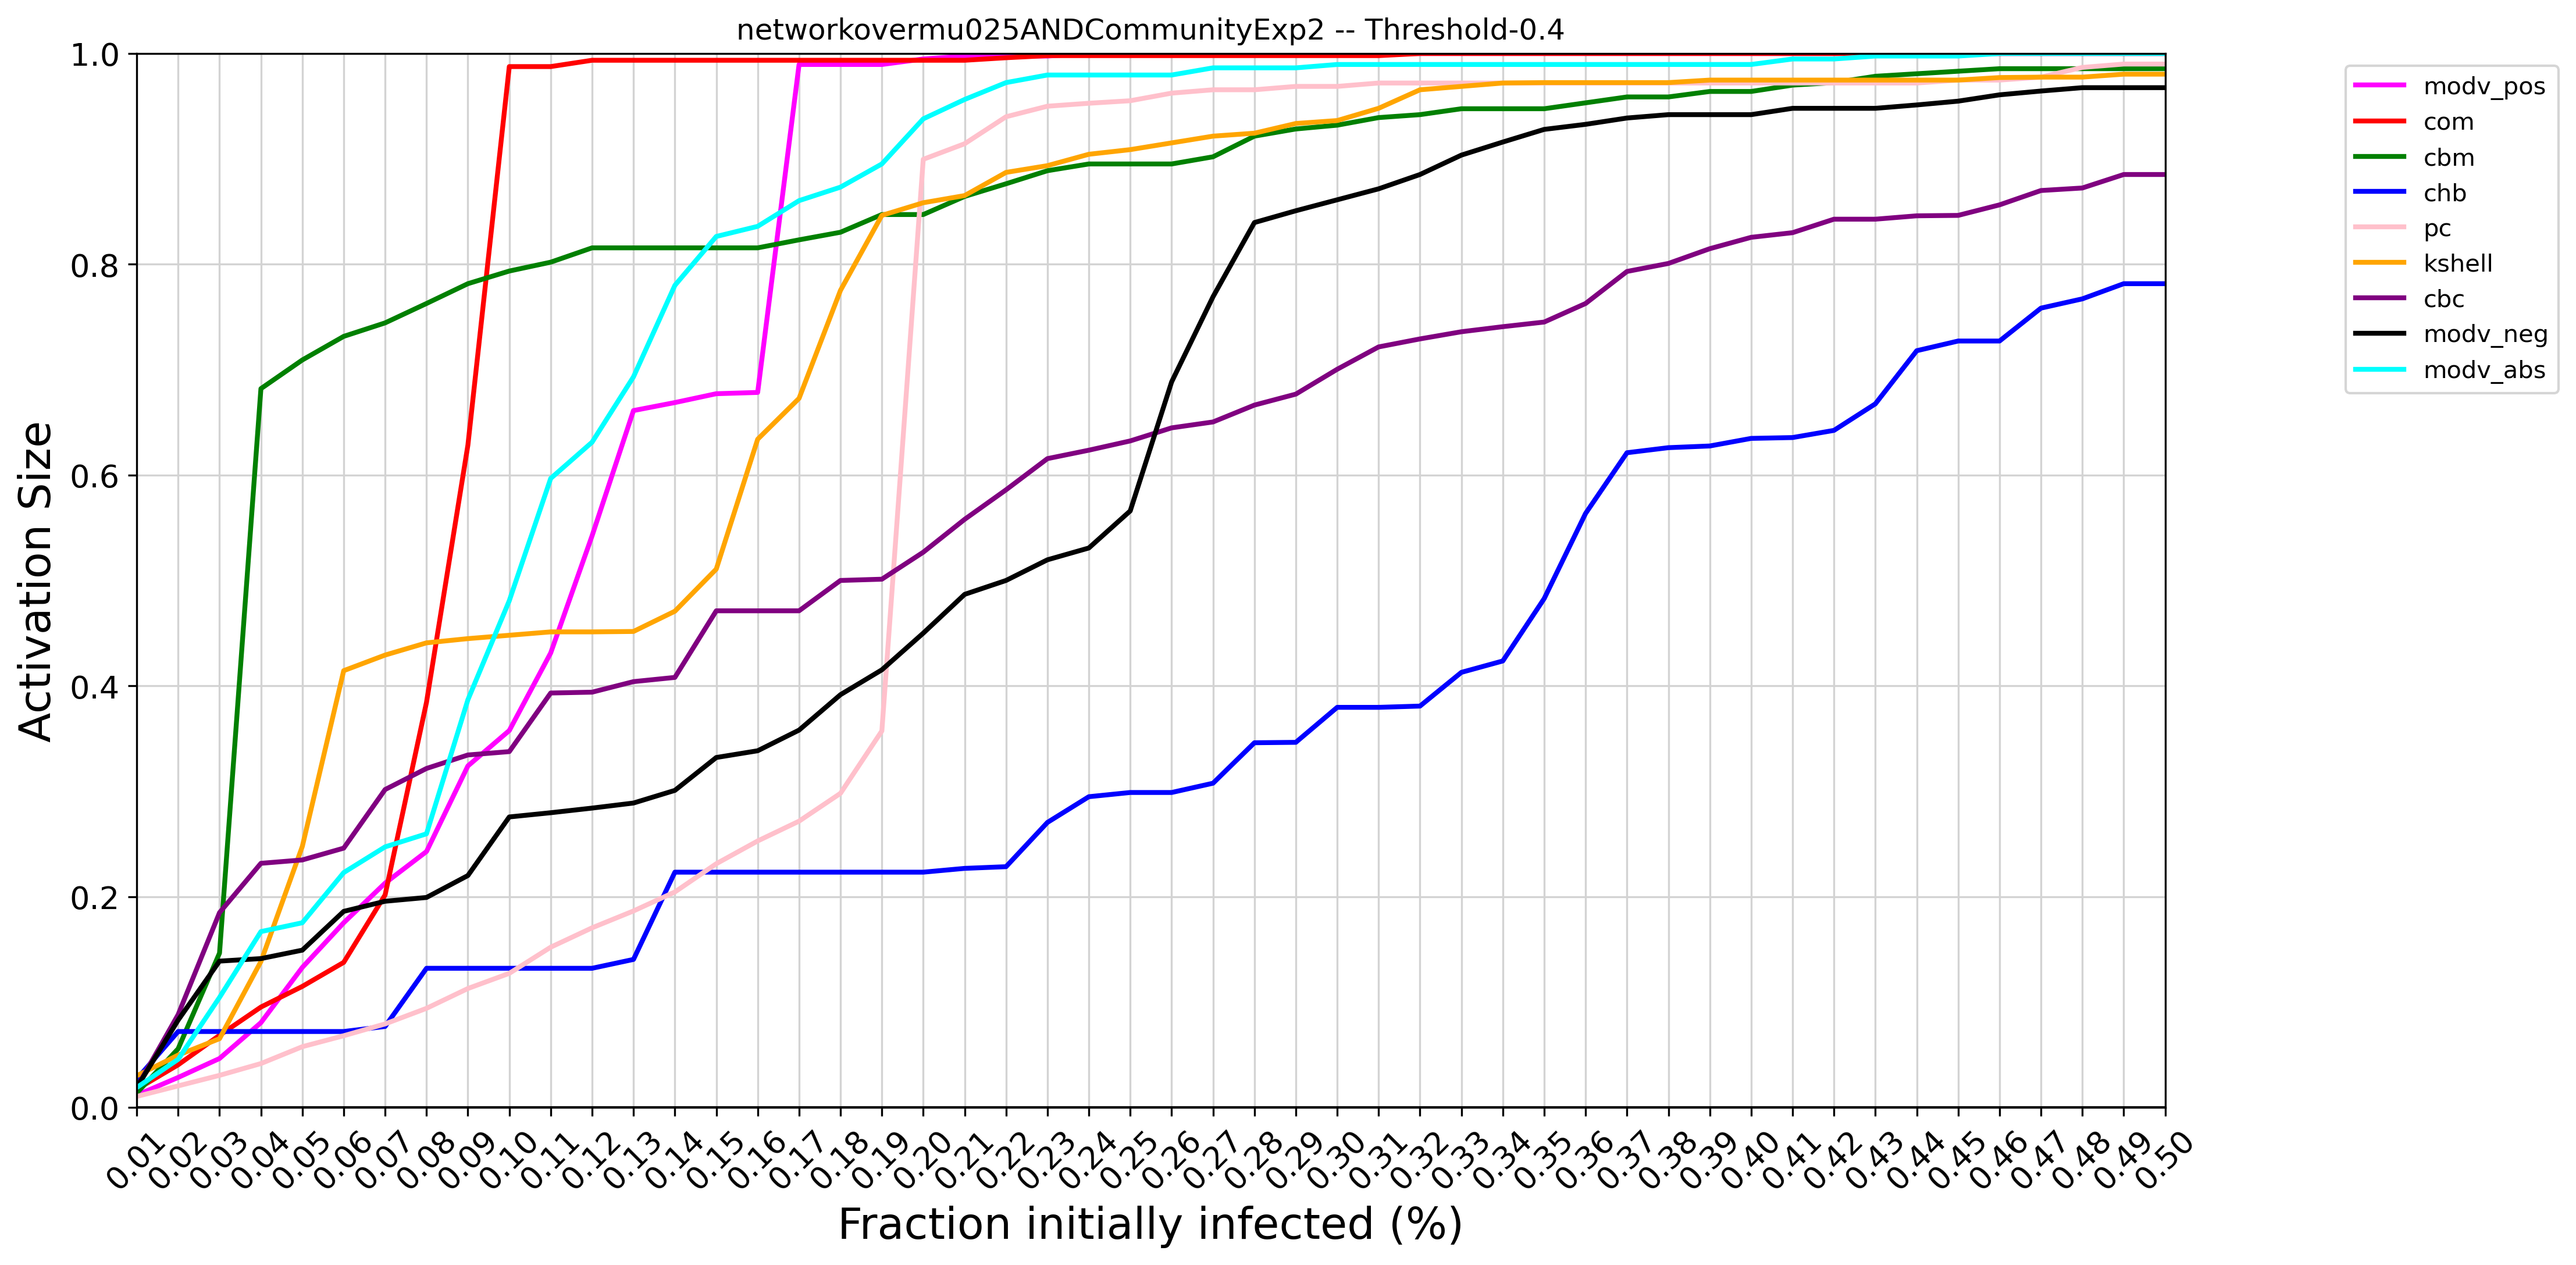 networkovermu025ANDCommunityExp2 -- Threshold-0.4
1.0
0.8
0.6
0.4
0.2
0.0
Activation Size
0.01 0.02 0.03 0.04 0.05 0.06 0.07 0.08 0.09 0.10 0.11 0.12 0.13 0.14 0.15 0.16 0.17 0.18 0.19 0.20 0.21 0.22 0.23 0.24 0.25 0.26 0.27 0.28 0.29 0.30 0.31 0.32 0.33 0.34 0.35 0.36 0.37 0.38 0.39 0.40 0.41 0.42 0.43 0.44 0.45 0.46 0.47 0.48 0.49 0.50
Fraction initially infected (%)
modv_pos
com
cbm
chb
pc
kshell
cbc
modv_neg
modv_abs